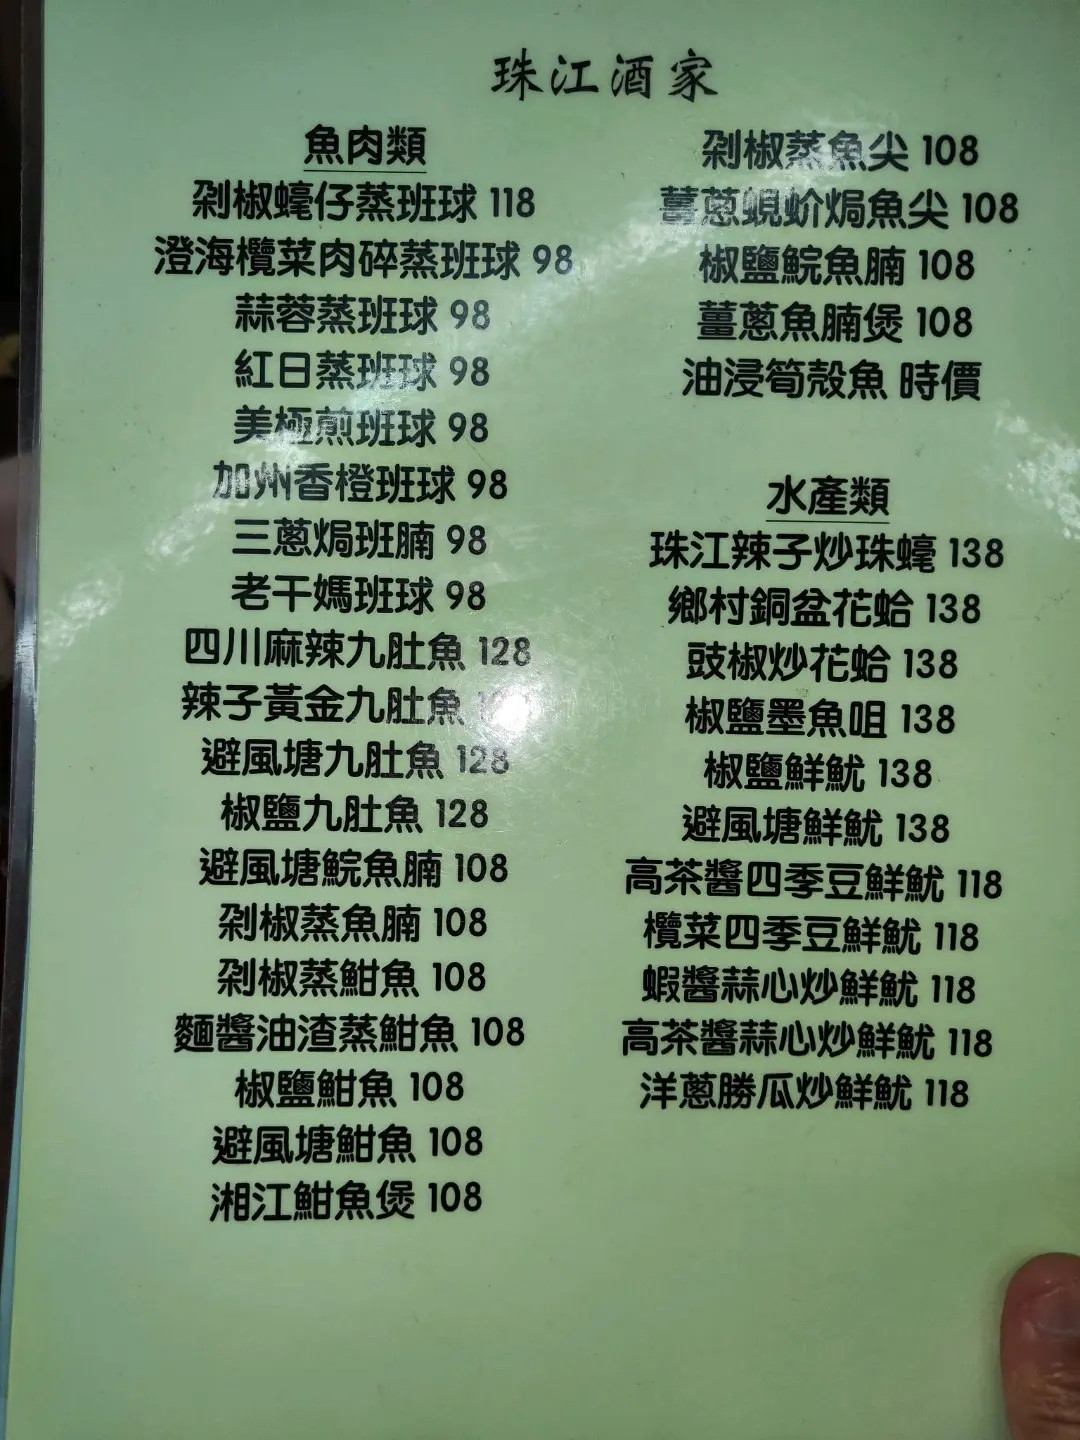 珠江酒家
魚肉類
剁椒蠔仔蒸班球 118
澄海欖菜肉碎蒸班球 98
蒜蓉蒸班球 98
紅日蒸班球 98
美極煎班球 98
加州香橙班球 98
三蔥焗班腩 98
老干媽班球 98
四川麻辣九肚魚 128
辣子黃金九肚魚
避風塘九肚魚 128
椒鹽九肚魚 128
避風塘鯇魚腩 108
剁椒蒸魚腩 108
剁椒蒸魽魚 108
麵醬油渣蒸魽魚 108
椒鹽魽魚 108
避風塘魽魚 108
湘江魽魚煲 108
剁椒蒸魚尖 108
薑蔥蜆蚧焗魚尖 108
椒鹽鯇魚腩 108
薑蔥魚腩煲 108
油浸筍殼魚 時價
水產類
珠江辣子炒珠蠔 138
鄉村銅盆花蛤 138
豉椒炒花蛤 138
椒鹽墨魚咀 138
椒鹽鮮魷 138
避風塘鮮魷 138
高茶醬四季豆鮮魷 118
欖菜四季豆鮮魷 118
蝦醬蒜心炒鮮魷 118
高茶醬蒜心炒鮮魷 118
洋蔥勝瓜炒鮮魷 118